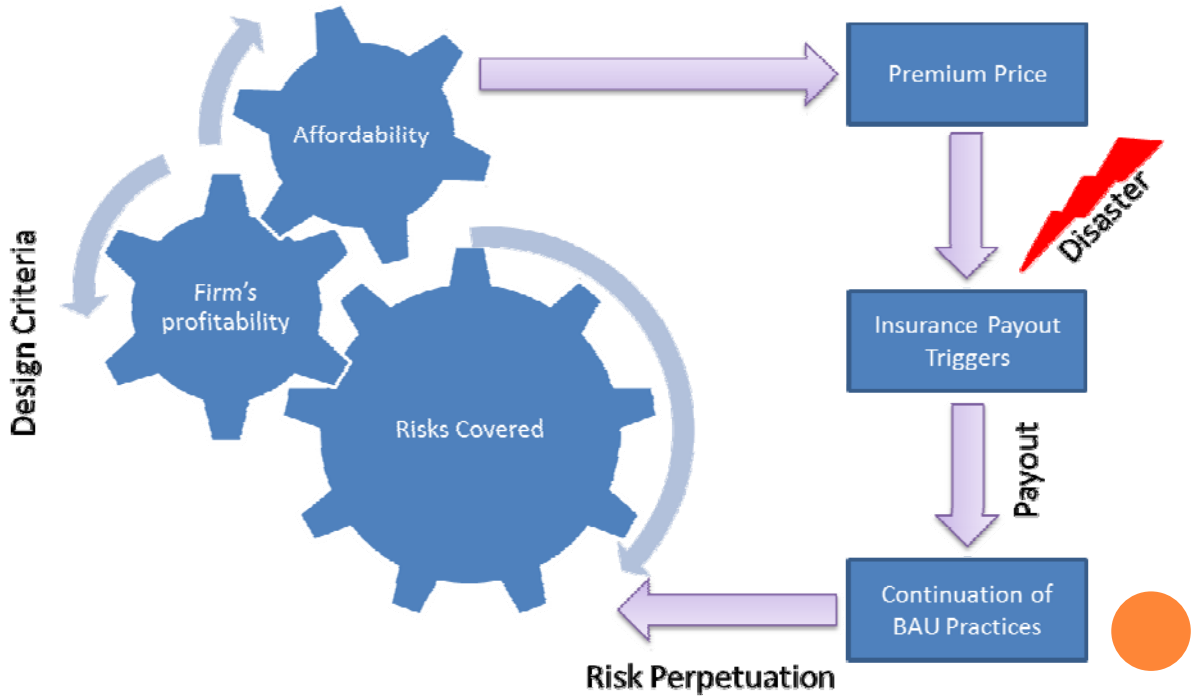 Design Criteria
Affordability
Firm's
profitability
Risks Covered
Premium Price
Disaster
Insurance Payout
Triggers
Payout
Continuation of
BAU Practices
Risk Perpetuation